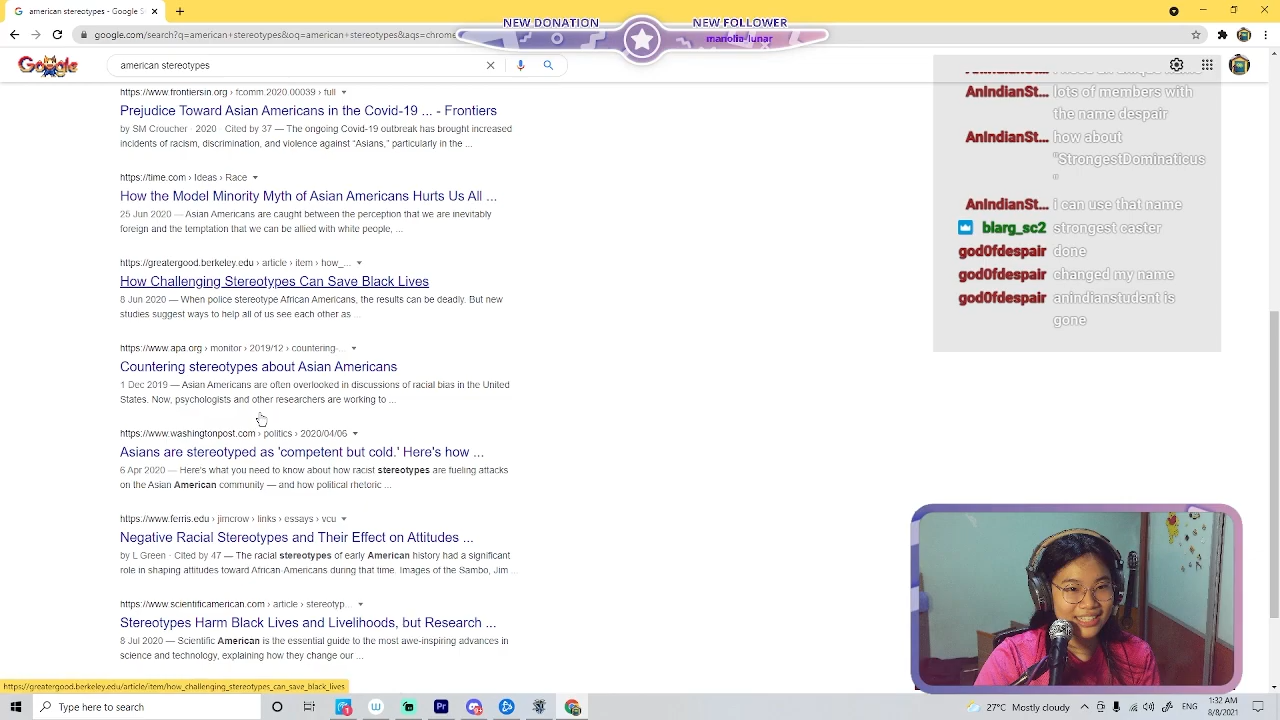 NEW DONATION
NEW FOLLOWER
manolia-lunar
Google - S
google.com/search?q=american+stereotypes&oq=american+stereotypes&aqs=chrome
Google
american stereotypes
https://www.frontiersin.org › fcomm 2020.00039 › full
Prejudice Toward Asian Americans in the Covid-19 ... - Frontiers
by SM Croucher · 2020 · Cited by 37 — The ongoing Covid-19 outbreak has brought increased
incidents of racism, discrimination, and violence against “Asians,” particularly in the ...
https://time.com › Ideas › Race
How the Model Minority Myth of Asian Americans Hurts Us All ...
25 Jun 2020 — Asian Americans are caught between the perception that we are inevitably
foreign and the temptation that we can be allied with white people, ...
https://greatergood.berkeley.edu › article › item › how_...
How Challenging Stereotypes Can Save Black Lives
8 Jun 2020 — When police stereotype African Americans, the results can be deadly. But new
studies suggest ways to help all of us see each other as ...
https://www.apa.org › monitor › 2019/12 › countering-...
Countering stereotypes about Asian Americans
1 Dec 2019 — Asian Americans are often overlooked in discussions of racial bias in the United
States. Now, psychologists and other researchers are working to ...
https://www.washingtonpost.com › politics › 2020/04/06
Asians are stereotyped as 'competent but cold.' Here's how ...
6 Apr 2020 — Here's what you need to know about how racist stereotypes are fueling attacks
on the Asian American community — and how political rhetoric ...
https://www.ferris.edu › jimcrow › links › essays › vcu
Negative Racial Stereotypes and Their Effect on Attitudes ...
by L Green · Cited by 47 — The racial stereotypes of early American history had a significant
role in shaping attitudes toward African-Americans during that time. Images of the Sambo, Jim ...
https://www.scientificamerican.com › article › stereotyp...
Stereotypes Harm Black Lives and Livelihoods, but Research ...
8 Jul 2020 — Scientific American is the essential guide to the most awe-inspiring advances in
science and technology, explaining how they change our ...
https://greatergood.berkeley.edu/article/item/how_challenging_stereotypes_can_save_black_lives
AnIndianSt...
AnIndianSt... lots of members with
the name despair
AnIndianSt... how about
"StrongestDominaticus
"
AnIndianSt... i can use that name
blarg_sc2 strongest caster
god0fdespair done
god0fdespair changed my name
god0fdespair anindianstudent is
gone
Type here to search
27°C Mostly cloudy
ENG
1:32 AM
8/8/2021